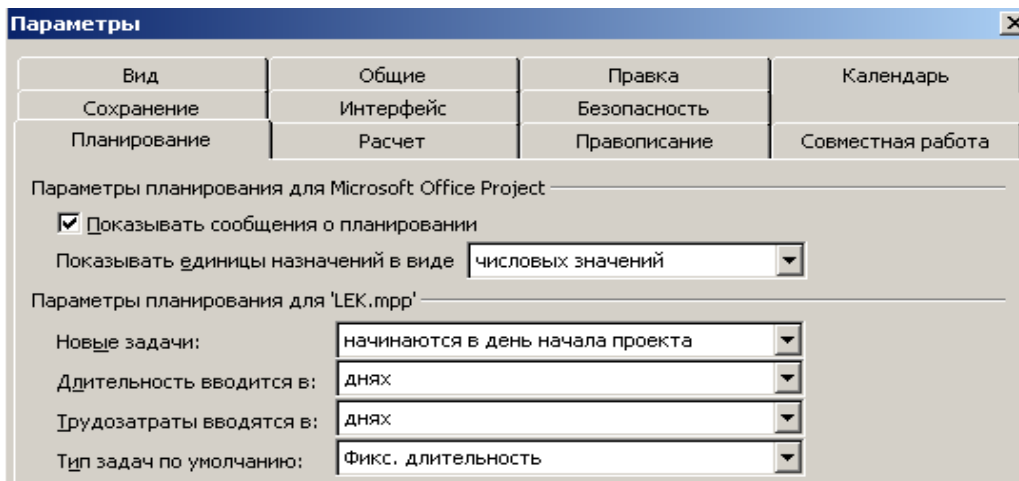 Параметры
Вид Общие Правка Календарь
Сохранение Интерфейс Безопасность
Планирование Расчет Правописание Совместная работа
Параметры планирования для Microsoft Office Project
Показывать сообщения о планировании
Показывать единицы назначений в виде числовых значений
Параметры планирования для 'LEK.mpp'
Новые задачи: начинаются в день начала проекта
Длительность вводится в: днях
Трудозатраты вводятся в: днях
Тип задач по умолчанию: Фикс. длительность